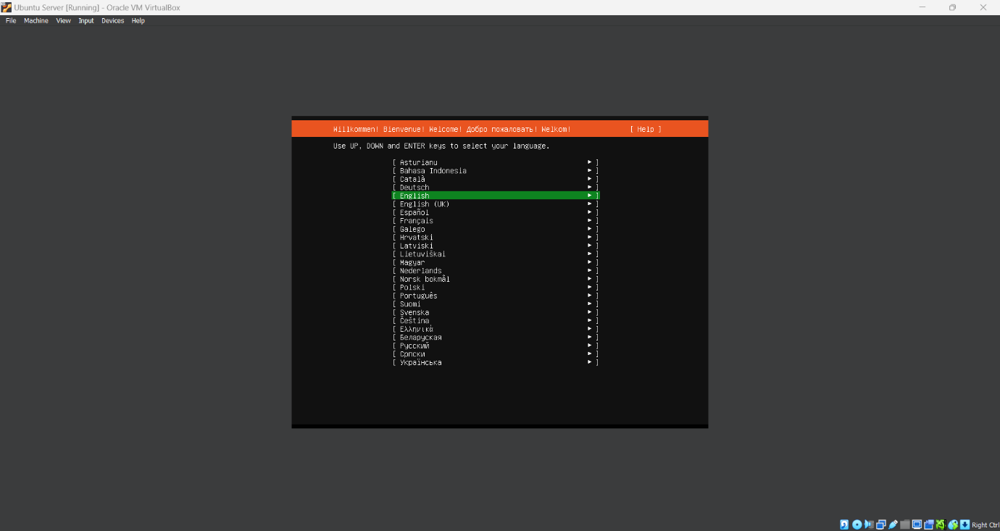 Ubuntu Server [Running] - Oracle VM VirtualBox
File Machine View Input Devices Help
Willkommen! Bienvenue! Welcome! Добро пожаловать! Welkom! [ Help ]
Use UP, DOWN and ENTER keys to select your language.
[ Asturianu ► ]
[ Bahasa Indonesia ► ]
[ Català ► ]
[ Deutsch ► ]
[ English ► ]
[ English (UK) ► ]
[ Español ► ]
[ Français ► ]
[ Galego ► ]
[ Hrvatski ► ]
[ Latviski ► ]
[ Lietuviškai ► ]
[ Magyar ► ]
[ Nederlands ► ]
[ Norsk bokmål ► ]
[ Polski ► ]
[ Português ► ]
[ Suomi ► ]
[ Svenska ► ]
[ Čeština ► ]
[ Ελληνικά ► ]
[ Беларуская ► ]
[ Русский ► ]
[ Српски ► ]
[ Українська ► ]
Right Ctrl